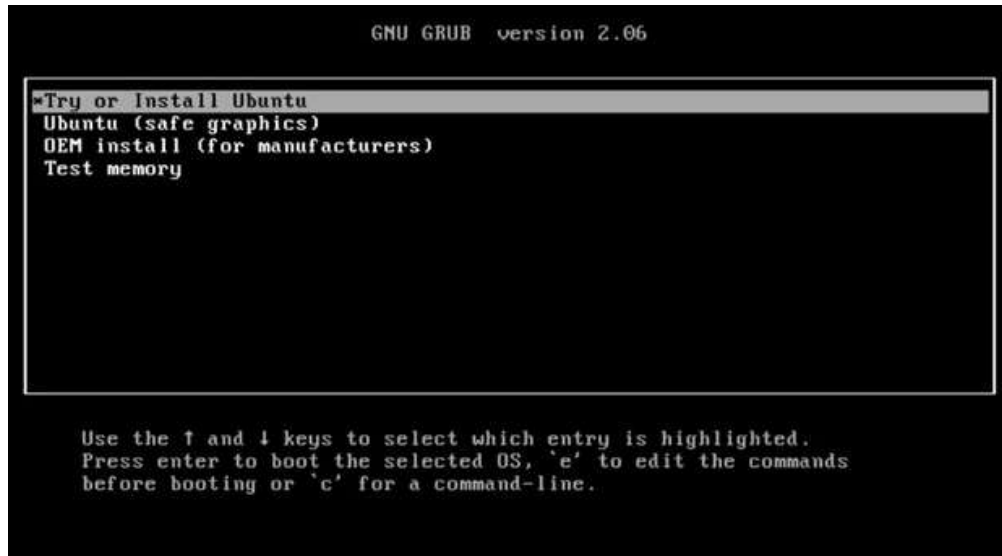 GNU GRUB version 2.06
*Try or Install Ubuntu
Ubuntu (safe graphics)
OEM install (for manufacturers)
Test memory
Use the ↑ and ↓ keys to select which entry is highlighted.
Press enter to boot the selected OS, `e' to edit the commands
before booting or `c' for a command-line.